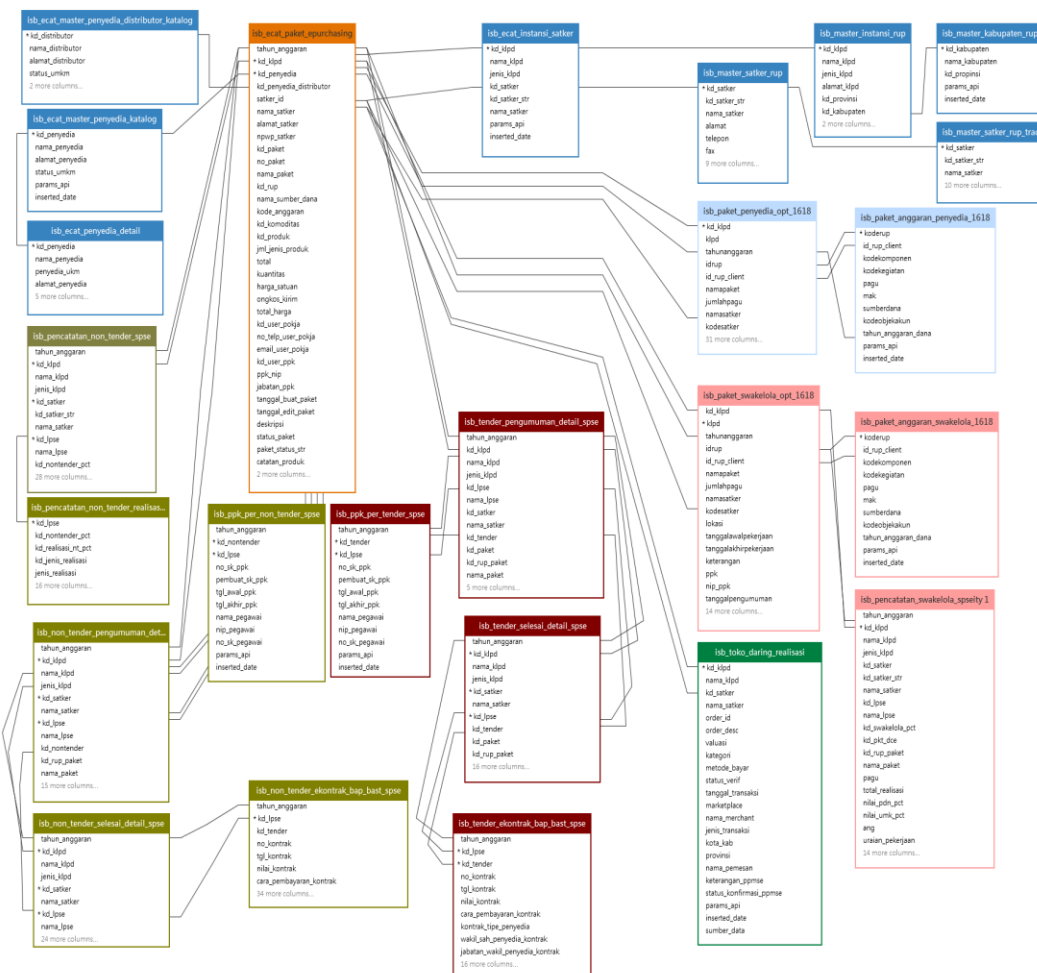 isb_ecat_master_penyedia_distributor_katalog
* kd_distributor
nama_distributor
alamat_distributor
status_umkm
2 more columns...
isb_ecat_master_penyedia_katalog
* kd_penyedia
nama_penyedia
alamat_penyedia
status_umkm
params_api
inserted_date
isb_ecat_penyedia_detail
* kd_penyedia
nama_penyedia
penyedia_ukm
alamat_penyedia
5 more columns...
isb_pencatatan_non_tender_spse
tahun_anggaran
* kd_klpd
nama_klpd
jenis_klpd
* kd_satker
kd_satker_str
nama_satker
* kd_lpse
nama_lpse
kd_nontender_pct
28 more columns...
isb_pencatatan_non_tender_realisas...
* kd_lpse
kd_nontender_pct
kd_realisasi_nt_pct
kd_jenis_realisasi
jenis_realisasi
16 more columns...
isb_non_tender_pengumuman_det...
tahun_anggaran
* kd_klpd
nama_klpd
jenis_klpd
* kd_satker
nama_satker
* kd_lpse
nama_lpse
kd_nontender
kd_rup_paket
nama_paket
15 more columns...
isb_non_tender_selesai_detail_spse
tahun_anggaran
* kd_klpd
nama_klpd
jenis_klpd
* kd_satker
nama_satker
* kd_lpse
nama_lpse
24 more columns...
isb_ecat_paket_epurchasing
tahun_anggaran
* kd_klpd
* kd_penyedia
* kd_penyedia_distributor
satker_id
nama_satker
alamat_satker
npwp_satker
kd_paket
no_paket
nama_paket
kd_rup
nama_sumber_dana
kode_anggaran
kd_komoditas
kd_produk
jml_jenis_produk
total
kuantitas
harga_satuan
ongkos_kirim
total_harga
kd_user_pokja
no_telp_user_pokja
email_user_pokja
kd_user_ppk
ppk_nip
jabatan_ppk
tanggal_buat_paket
tanggal_edit_paket
deskripsi
status_paket
paket_status_str
catatan_produk
2 more columns...
isb_ppk_per_non_tender_spse
tahun_anggaran
* kd_nontender
* kd_lpse
no_sk_ppk
pembuat_sk_ppk
tgl_awal_ppk
tgl_akhir_ppk
nama_pegawai
nip_pegawai
no_sk_pegawai
params_api
inserted_date
isb_ppk_per_tender_spse
tahun_anggaran
* kd_tender
* kd_lpse
no_sk_ppk
pembuat_sk_ppk
tgl_awal_ppk
tgl_akhir_ppk
nama_pegawai
nip_pegawai
no_sk_pegawai
params_api
inserted_date
isb_non_tender_ekontrak_bap_bast_spse
tahun_anggaran
* kd_lpse
kd_tender
no_kontrak
tgl_kontrak
nilai_kontrak
cara_pembayaran_kontrak
34 more columns...
isb_ecat_instansi_satker
* kd_klpd
nama_klpd
jenis_klpd
kd_satker
kd_satker_str
nama_satker
params_api
inserted_date
isb_tender_pengumuman_detail_spse
tahun_anggaran
* kd_klpd
nama_klpd
jenis_klpd
* kd_lpse
nama_lpse
kd_satker
nama_satker
kd_tender
kd_paket
kd_rup_paket
nama_paket
5 more columns...
isb_tender_selesai_detail_spse
tahun_anggaran
* kd_klpd
nama_klpd
jenis_klpd
* kd_satker
nama_satker
* kd_lpse
kd_tender
kd_paket
kd_rup_paket
16 more columns...
isb_tender_ekontrak_bap_bast_spse
tahun_anggaran
* kd_lpse
* kd_tender
no_kontrak
tgl_kontrak
nilai_kontrak
cara_pembayaran_kontrak
kontrak_tipe_penyedia
wakil_sah_penyedia_kontrak
jabatan_wakil_penyedia_kontrak
16 more columns...
isb_master_satker_rup
* kd_satker
kd_satker_str
nama_satker
alamat
telepon
fax
9 more columns...
isb_master_instansi_rup
* kd_klpd
nama_klpd
jenis_klpd
alamat_klpd
kd_provinsi
kd_kabupaten
2 more columns...
isb_master_kabupaten_rup
* kd_kabupaten
nama_kabupaten
kd_propinsi
params_api
inserted_date
isb_master_satker_rup_trac
* kd_satker
kd_satker_str
nama_satker
10 more columns...
isb_paket_penyedia_opt_1618
* kd_klpd
klpd
tahunanggaran
idrup
id_rup_client
namapaket
jumlahpagu
namasatker
kodesatker
31 more columns...
isb_paket_anggaran_penyedia_1618
* koderup
id_rup_client
kodekomponen
kodekegiatan
pagu
mak
sumberdana
kodeobjekakun
tahun_anggaran_dana
params_api
inserted_date
isb_paket_swakelola_opt_1618
kd_klpd
* klpd
tahunanggaran
idrup
id_rup_client
namapaket
jumlahpagu
namasatker
kodesatker
lokasi
tanggalawalpekerjaan
tanggalakhirpekerjaan
keterangan
ppk
nip_ppk
tanggalpengumuman
14 more columns...
isb_paket_anggaran_swakelola_1618
* koderup
id_rup_client
kodekomponen
kodekegiatan
pagu
mak
sumberdana
kodeobjekakun
tahun_anggaran_dana
params_api
inserted_date
isb_toko_daring_realisasi
* kd_klpd
nama_klpd
kd_satker
nama_satker
order_id
order_desc
valuasi
kategori
metode_bayar
status_verif
tanggal_transaksi
marketplace
nama_merchant
jenis_transaksi
kota_kab
provinsi
nama_pemesan
keterangan_ppmse
status_konfirmasi_ppmse
params_api
inserted_date
sumber_data
isb_pencatatan_swakelola_spseity 1
tahun_anggaran
* kd_klpd
nama_klpd
jenis_klpd
kd_satker
kd_satker_str
nama_satker
kd_lpse
nama_lpse
kd_swakelola_pct
kd_pkt_dce
kd_rup_paket
nama_paket
pagu
total_realisasi
nilai_pdn_pct
nilai_umk_pct
ang
uraian_pekerjaan
14 more columns...